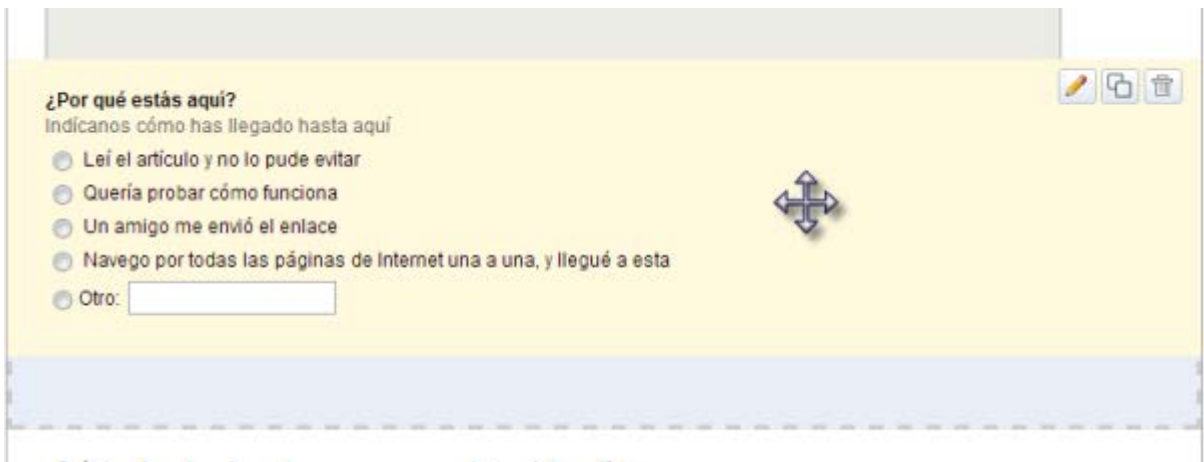 ¿Por qué estás aquí?
Indícanos cómo has llegado hasta aquí
Leí el artículo y no lo pude evitar
Quería probar cómo funciona
Un amigo me envió el enlace
Navego por todas las páginas de Internet una a una, y llegué a esta
Otro: